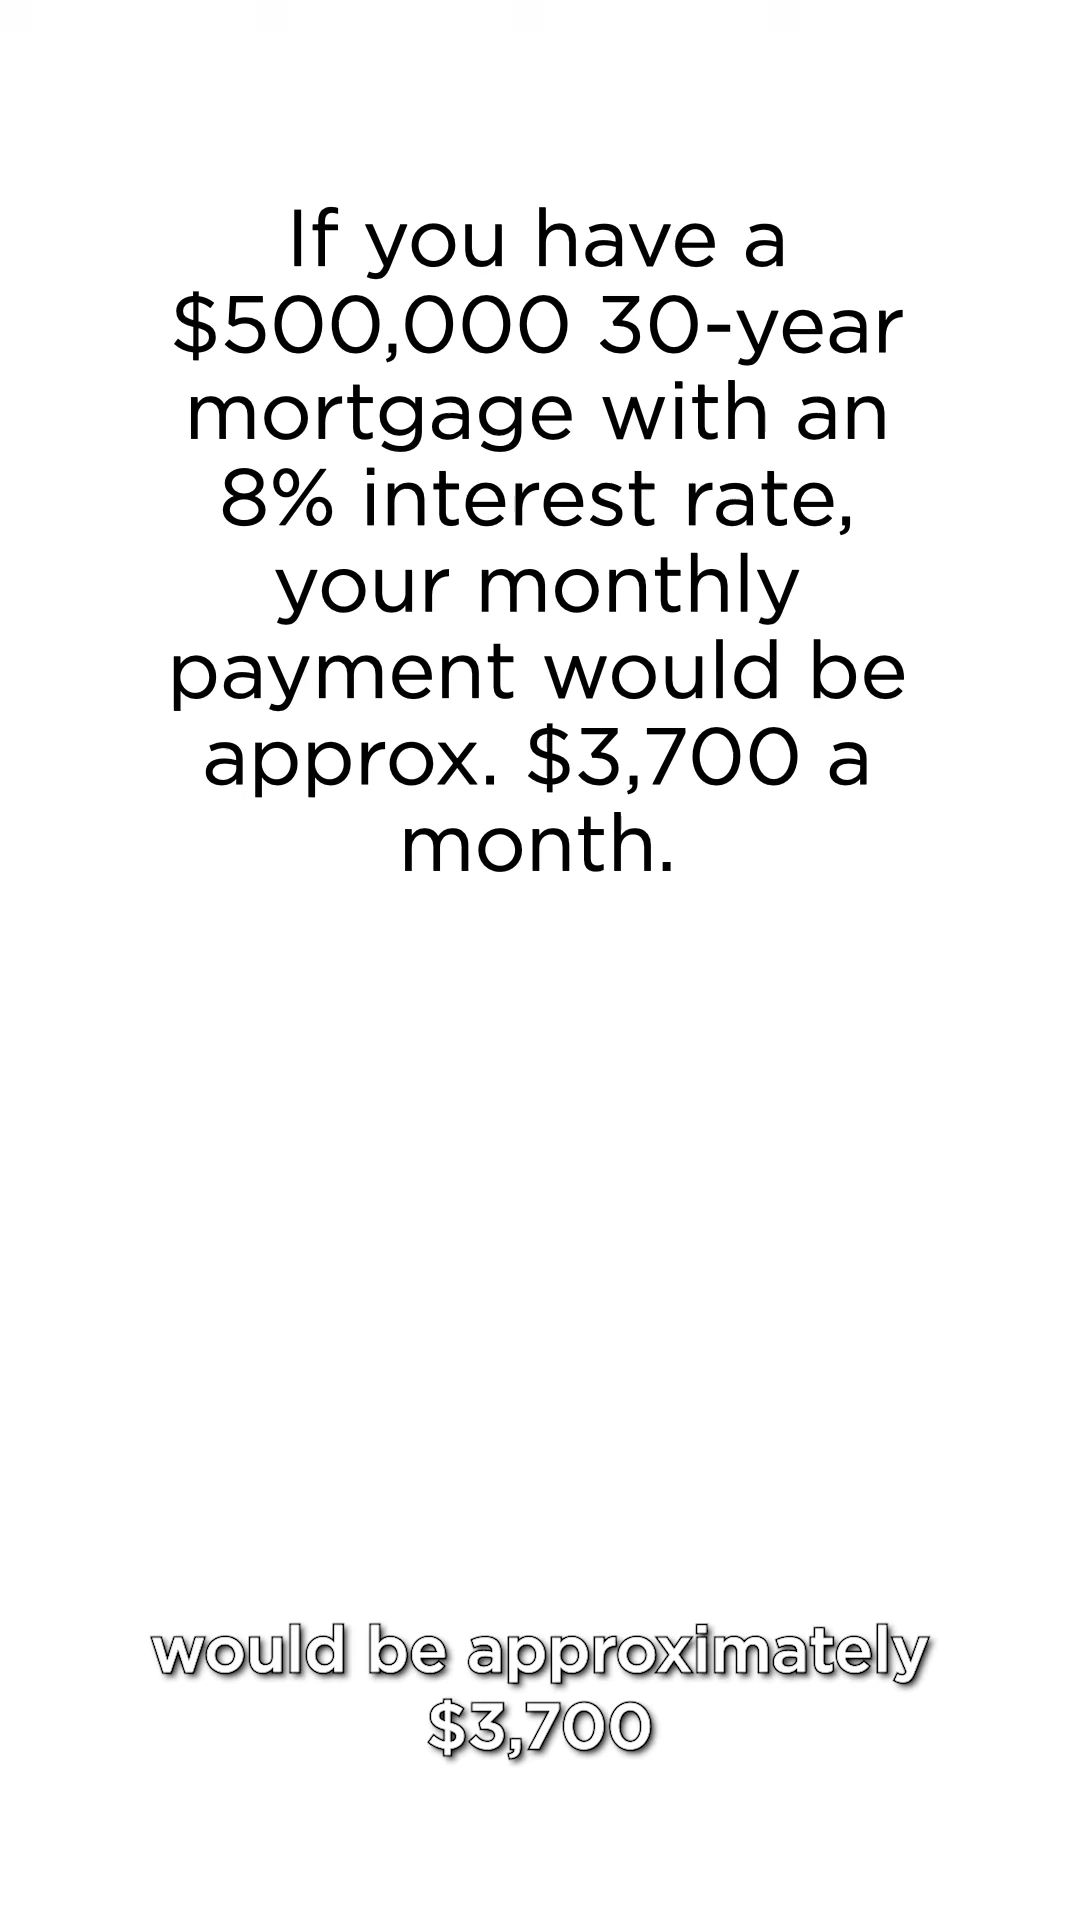 If you have a
$500,000 30-year
mortgage with an
8% interest rate,
your monthly
payment would be
approx. $3,700 a
month.
would be approximately
$3,700